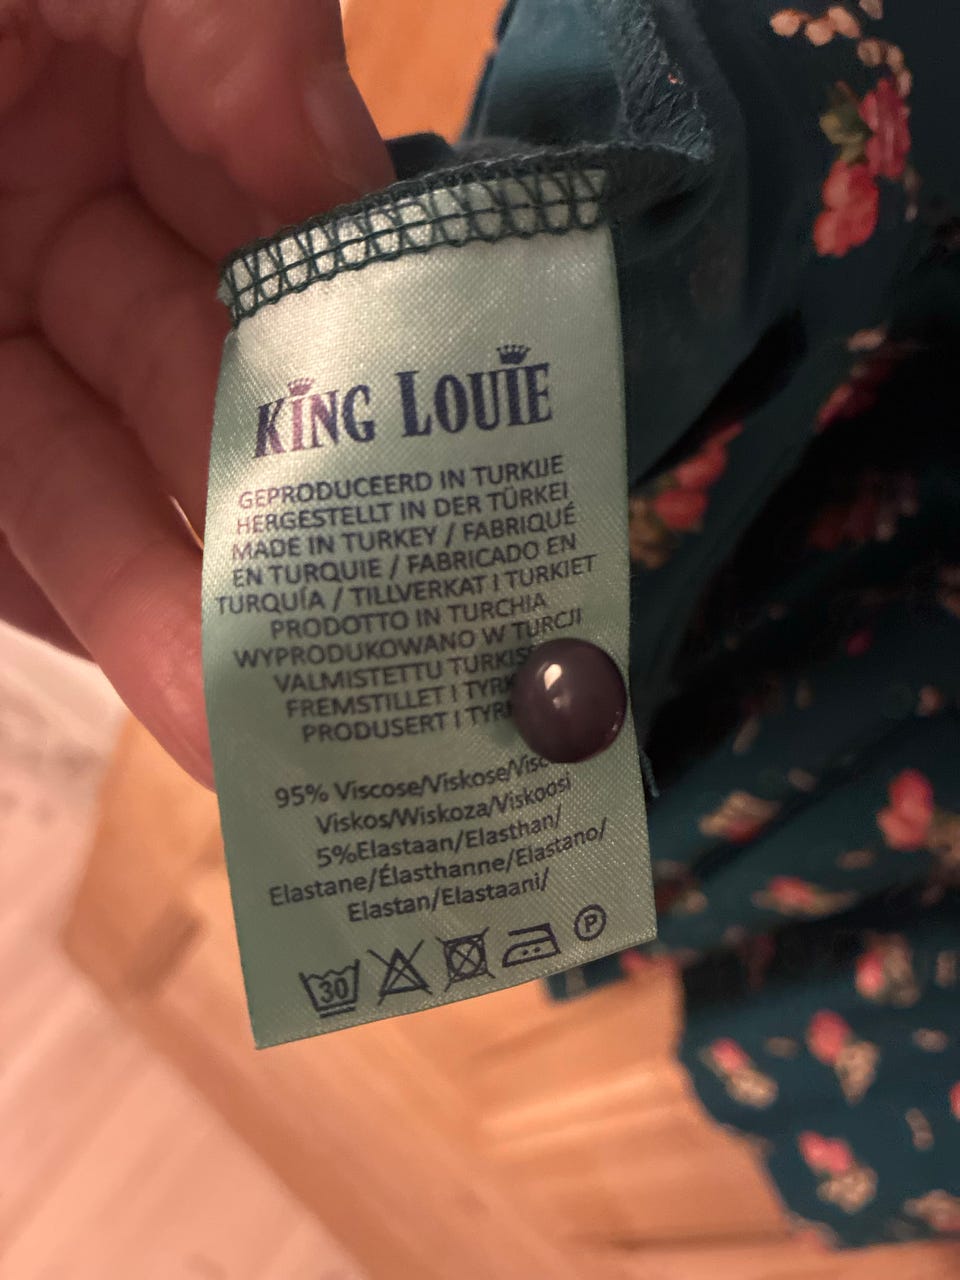 KING LOUIE
GEPRODUCEERD IN TURKIJE
HERGESTELLT IN DER TÜRKEI
MADE IN TURKEY / FABRIQUÉ
EN TURQUIE / FABRICADO EN
TURQUÍA / TILLVERKAT I TURKIET
PRODOTTO IN TURCHIA
WYPRODUKOWANO W TURCJI
VALMISTETTU
FREMSTILLET I
PRODUSERT I
95% Viscose/Viskose/
Viskos/Wiskoza/Viskoosi
5%Elastaan/Elasthan/
Elastane/Élasthanne/Elastano/
Elastan/Elastaani/
30 P